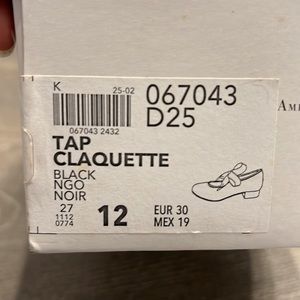 K
25-02
067043 2432
067043
D25
TAP
CLAQUETTE
BLACK
NGO
NOIR
27
1112
0774
12
EUR 30
MEX 19
AM